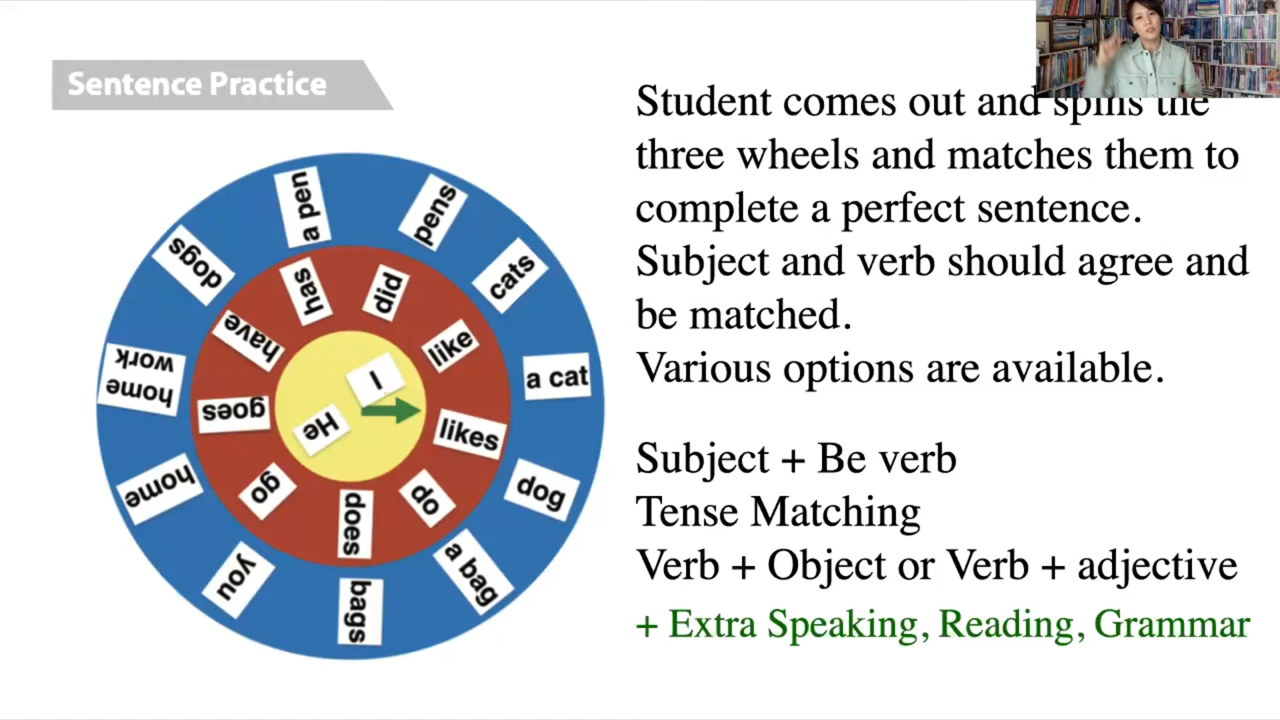 Sentence Practice
Student comes out and spins the
three wheels and matches them to
complete a perfect sentence.
Subject and verb should agree and
be matched.
Various options are available.
Subject + Be verb
Tense Matching
Verb + Object or Verb + adjective
+ Extra Speaking, Reading, Grammar
a pen
pens
cats
a cat
dog
a bag
bags
you
home
home
work
dogs
has
did
like
likes
do
does
go
goes
have
I
He